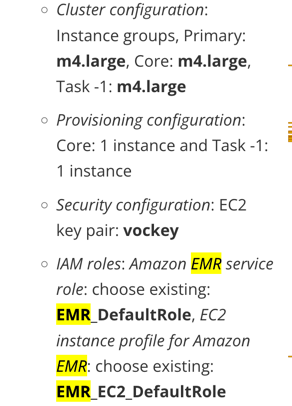 Cluster configuration:
Instance groups, Primary:
m4.large, Core: m4.large,
Task -1: m4.large
Provisioning configuration:
Core: 1 instance and Task -1:
1 instance
Security configuration: EC2
key pair: vockey
IAM roles: Amazon EMR service
role: choose existing:
EMR_DefaultRole, EC2
instance profile for Amazon
EMR: choose existing:
EMR_EC2_DefaultRole